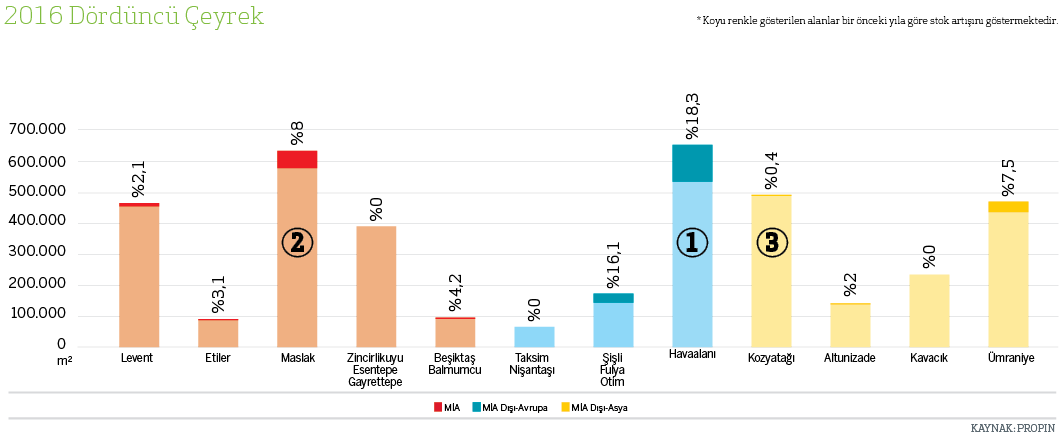 2016 Dördüncü Çeyrek
* Koyu renkle gösterilen alanlar bir önceki yıla göre stok artışını göstermektedir.
700.000
600.000
500.000
400.000
300.000
200.000
100.000
0
m²
%2,1
%3,1
%8
%0
%4,2
%0
%16,1
%18,3
%0,4
%2
%0
%7,5
2
1
3
Levent
Etiler
Maslak
Zincirlikuyu
Esentepe
Gayrettepe
Beşiktaş
Balmumcu
Taksim
Nişantaşı
Şişli
Fulya
Otim
Havaalanı
Kozyatağı
Altunizade
Kavacık
Ümraniye
MİA
MİA Dışı-Avrupa
MİA Dışı-Asya
KAYNAK: PROPIN